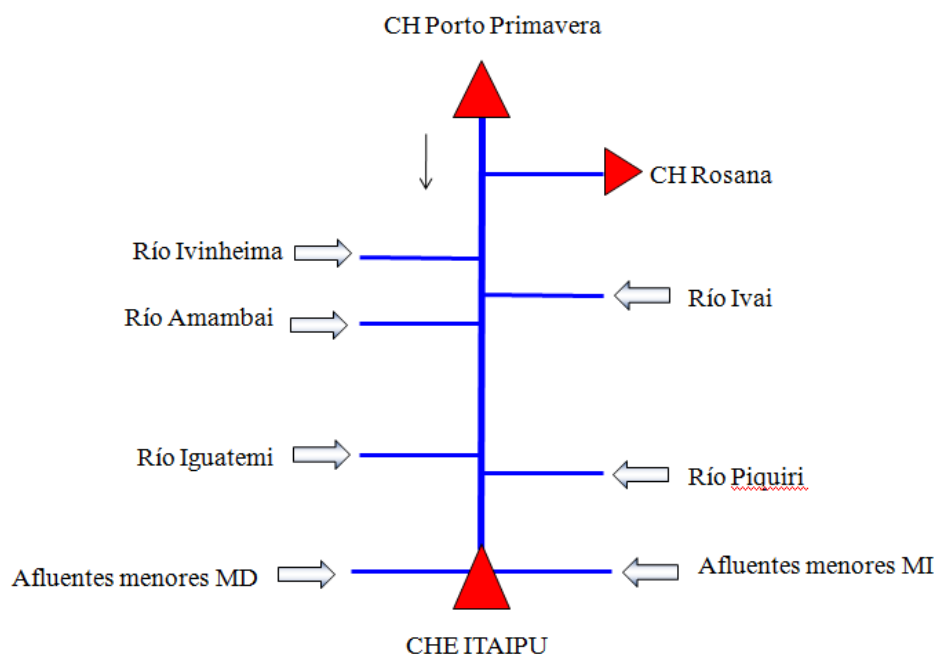 CH Porto Primavera
CH Rosana
Río Ivinheima
Río Ivai
Río Amambai
Río Iguatemi
Río Piquiri
Afluentes menores MD
Afluentes menores MI
CHE ITAIPU